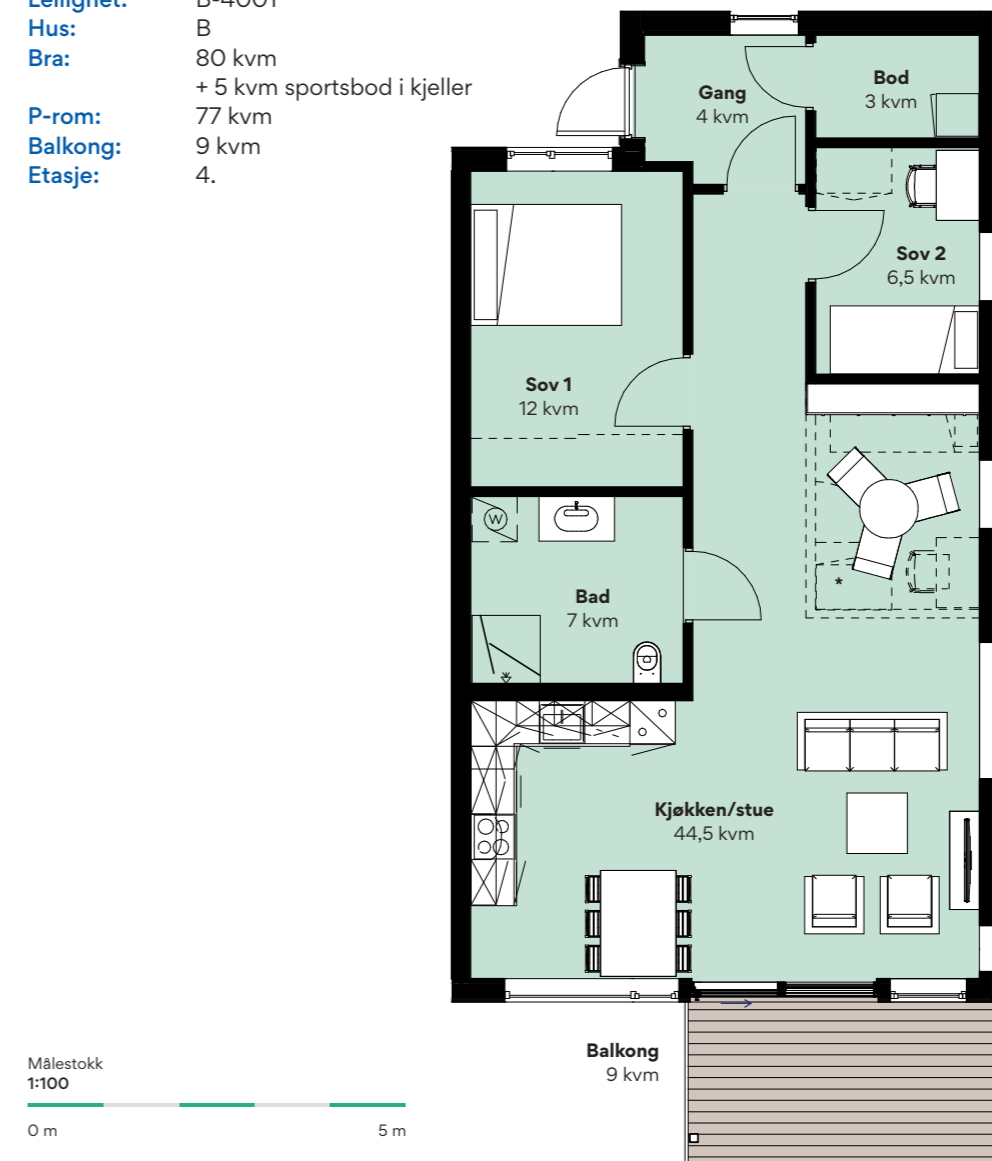 Leilighet: B-4001
Hus: B
Bra: 80 kvm
+ 5 kvm sportsbod i kjeller
P-rom: 77 kvm
Balkong: 9 kvm
Etasje: 4.
Gang
4 kvm
Bod
3 kvm
Sov 2
6,5 kvm
Sov 1
12 kvm
W
*
Bad
7 kvm
Kjøkken/stue
44,5 kvm
Balkong
9 kvm
Målestokk
1:100
0 m 5 m